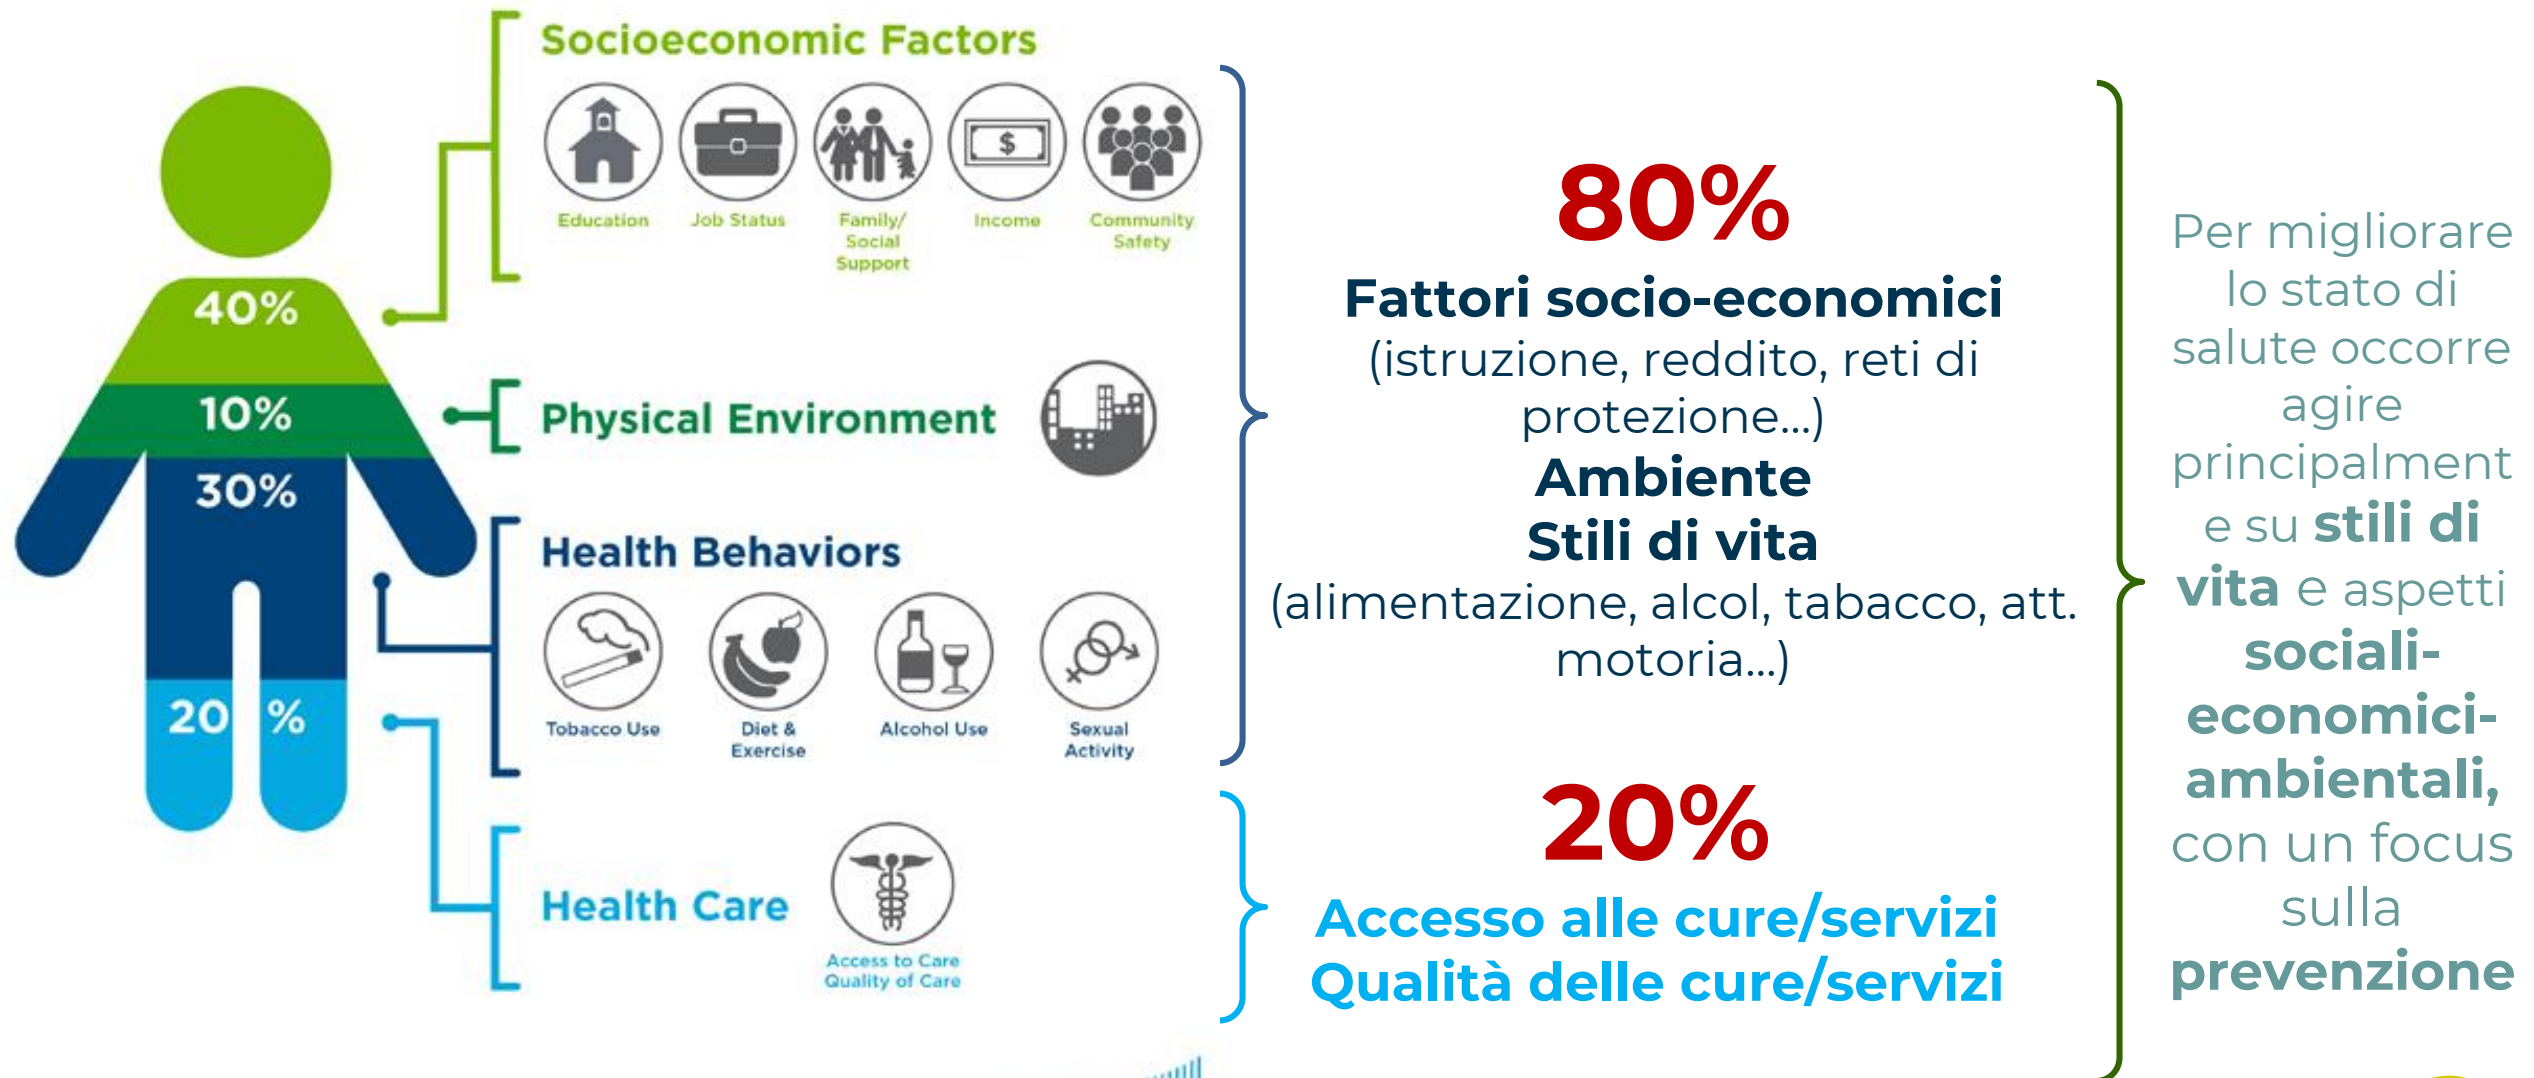 Socioeconomic Factors
Education
Job Status
Family/
Social
Support
Income
$
Community
Safety
40%
10%
30%
20 %
Physical Environment
Health Behaviors
Tobacco Use
Diet &
Exercise
Alcohol Use
Sexual
Activity
Health Care
Access to Care
Quality of Care
80%
Fattori socio-economici
(istruzione, reddito, reti di
protezione...)
Ambiente
Stili di vita
(alimentazione, alcol, tabacco, att.
motoria...)
20%
Accesso alle cure/servizi
Qualità delle cure/servizi
Per migliorare
lo stato di
salute occorre
agire
principalment
e su stili di
vita e aspetti
sociali-
economici-
ambientali,
con un focus
sulla
prevenzione